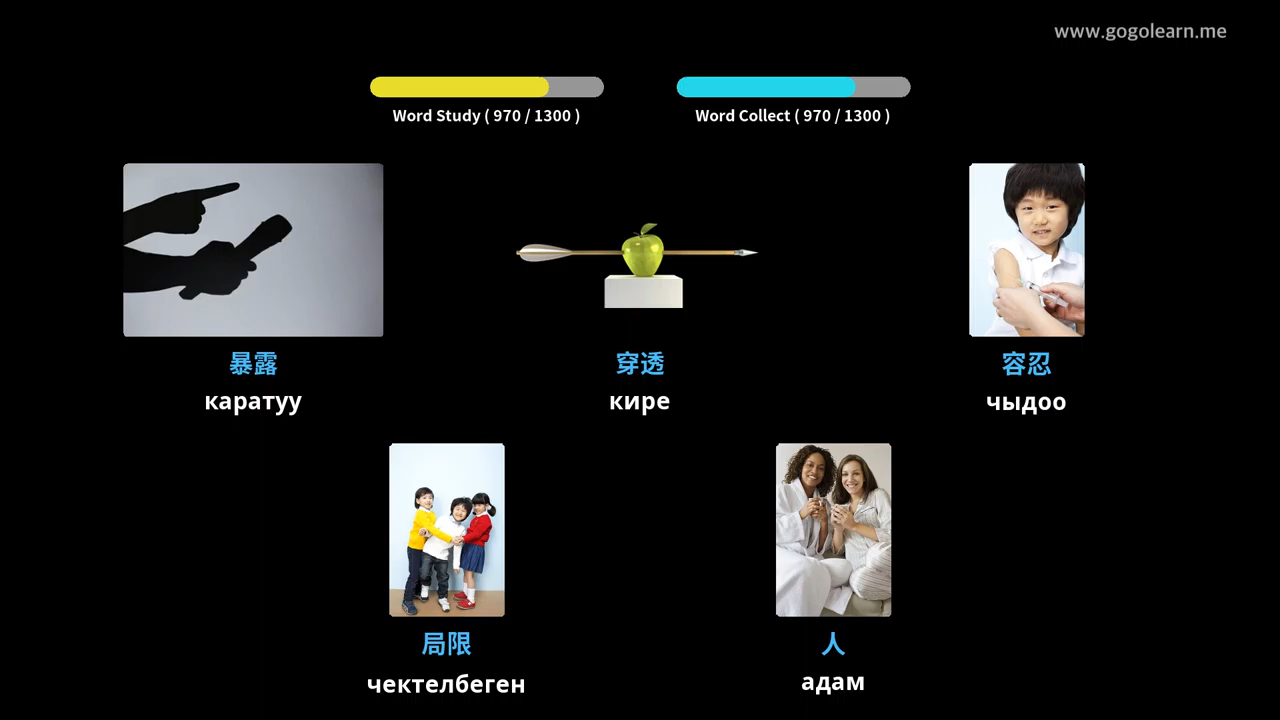 www.gogolearn.me
Word Study ( 970 / 1300 )
Word Collect ( 970 / 1300 )
暴露
каратуу
穿透
кире
容忍
чыдоо
局限
чектелбеген
人
адам